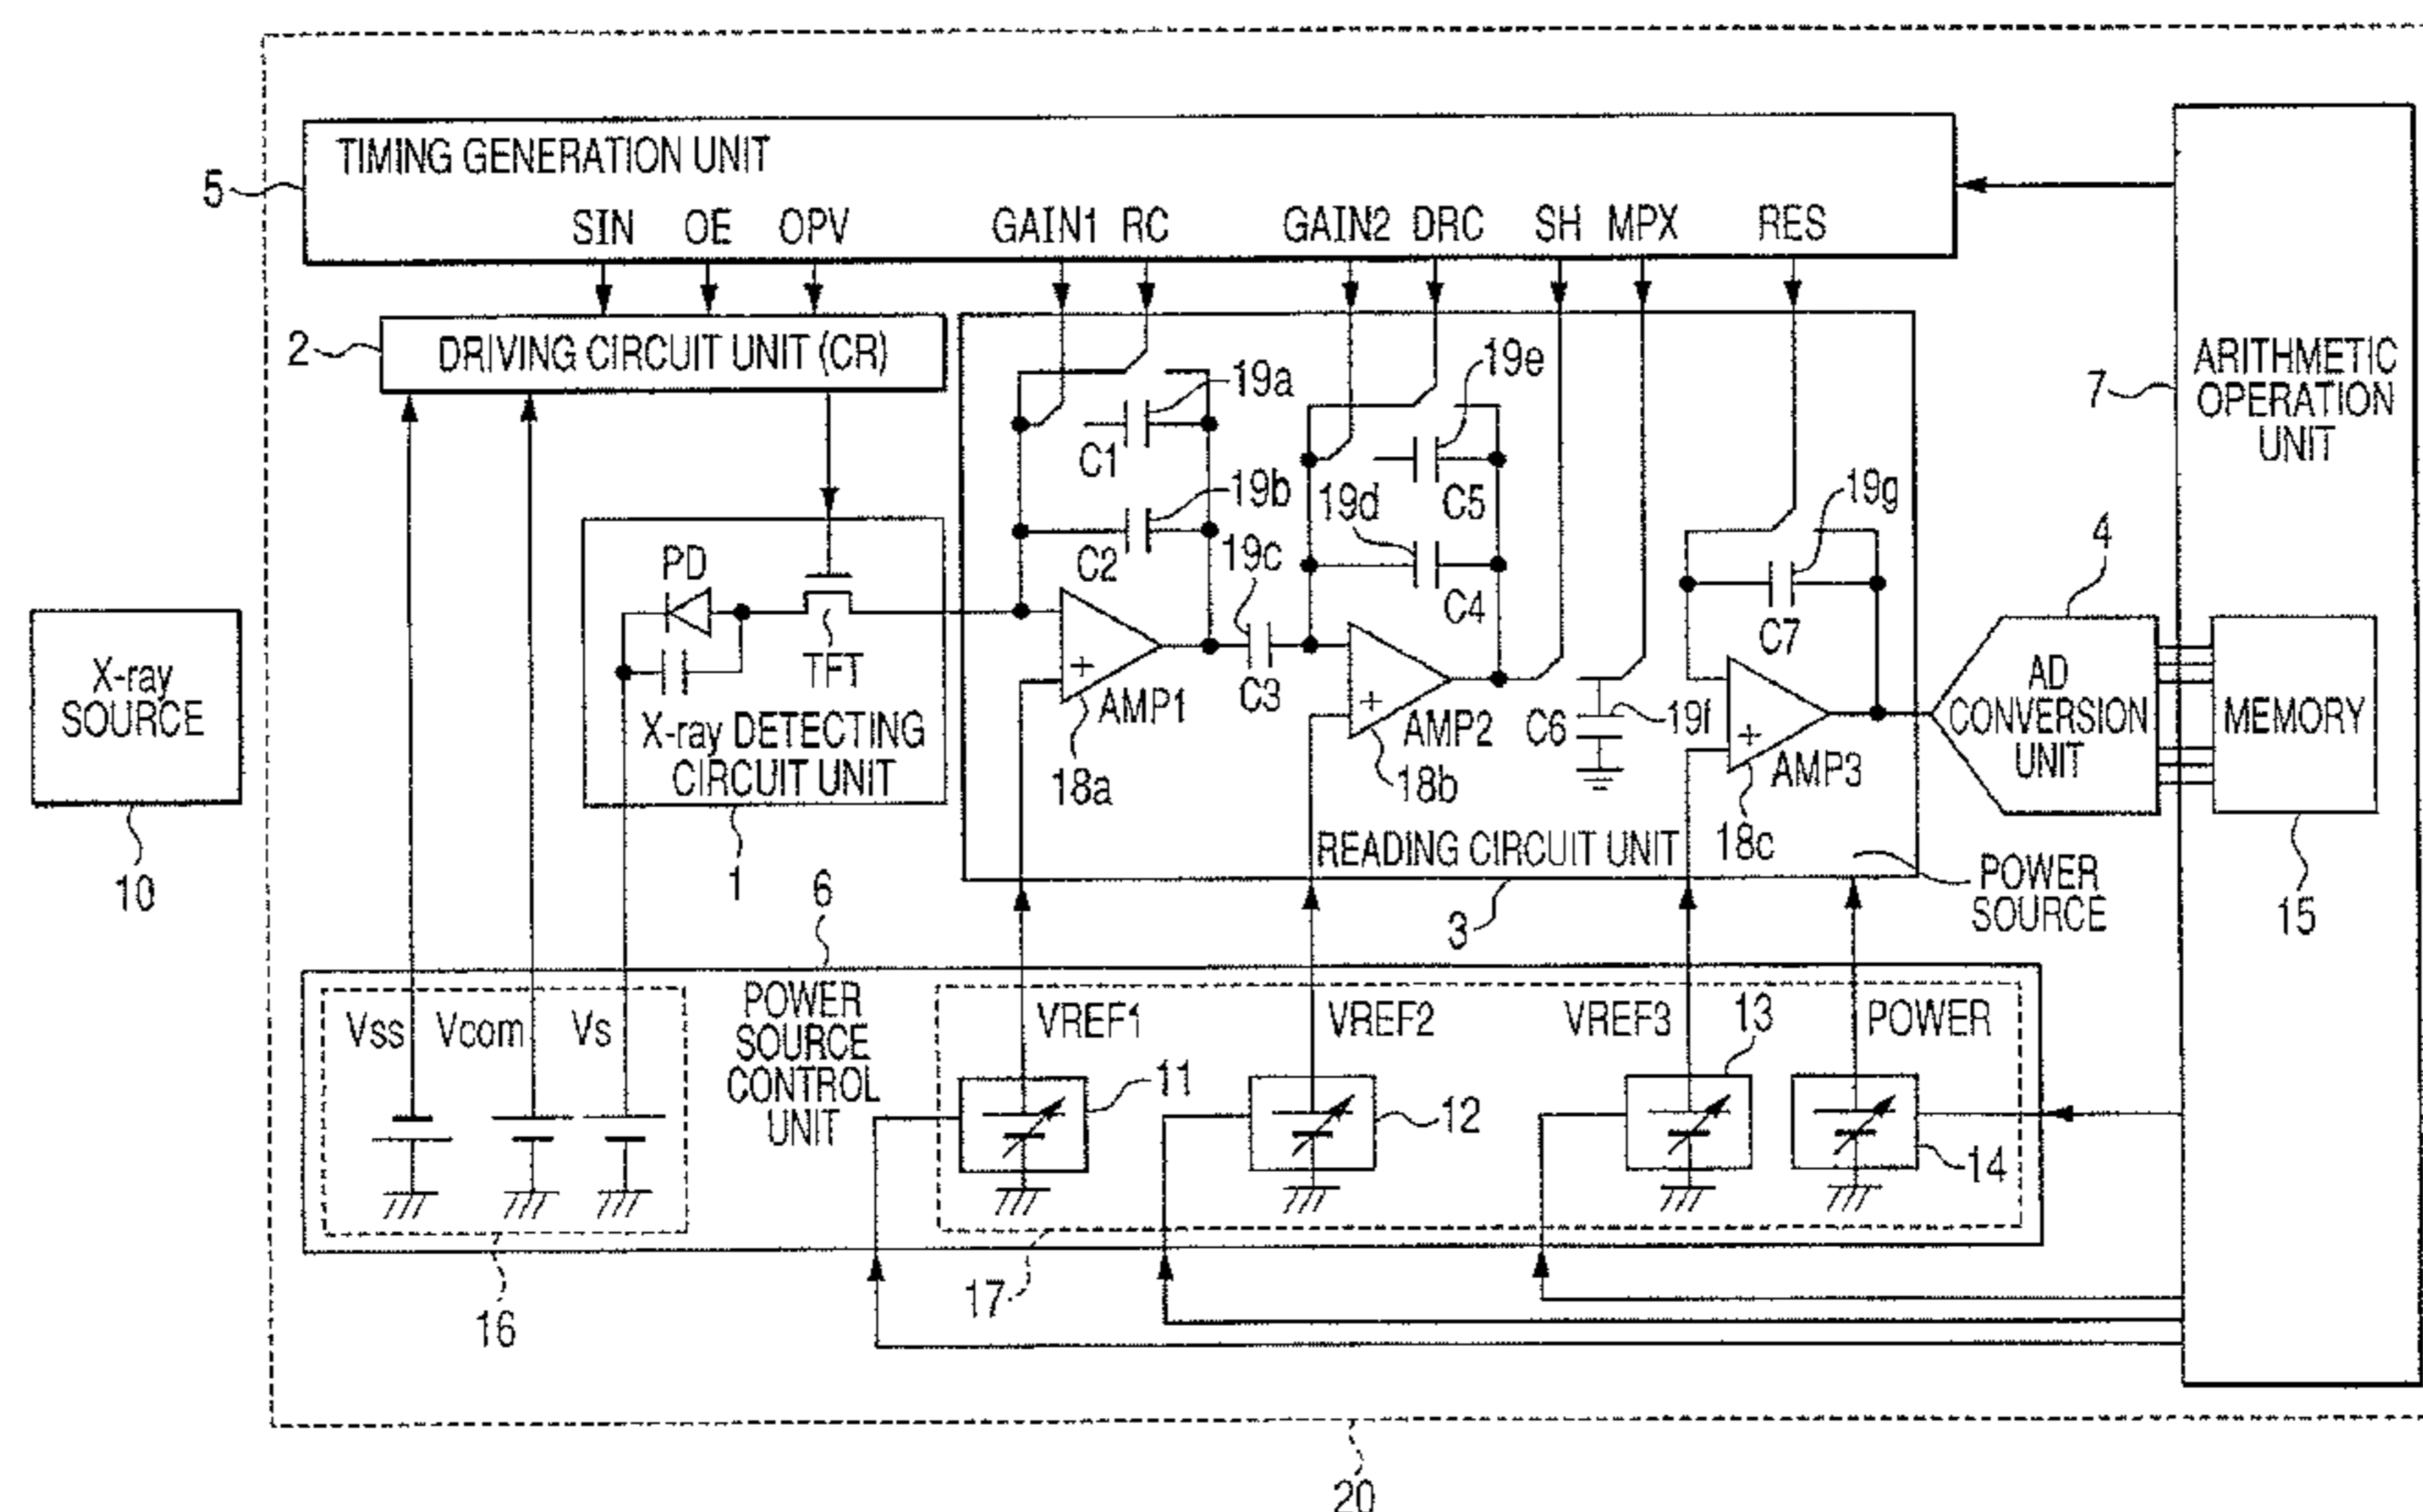 TIMING GENERATION UNIT
5
SIN OE OPV GAIN1 RC GAIN2 DRC SH MPX RES
2
DRIVING CIRCUIT UNIT (CR)
7
ARITHMETIC
OPERATION
UNIT
19a
C1
19b
C2
19c
C3
19e
C5
19d
C4
19g
C7
4
PD
TFT
X-ray DETECTING
CIRCUIT UNIT
1
X-ray
SOURCE
10
+
AMP1
18a
+
AMP2
18b
C6
19f
+
AMP3
18c
AD
CONVERSION
UNIT
MEMORY
15
READING CIRCUIT UNIT
3
POWER
SOURCE
6
Vss Vcom Vs
POWER
SOURCE
CONTROL
UNIT
VREF1
11
VREF2
12
VREF3
13
POWER
14
16
17
20